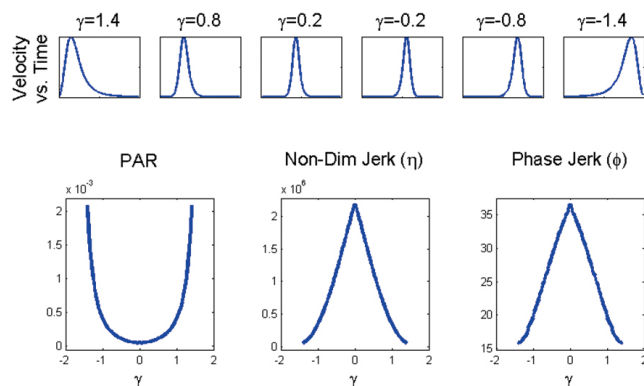 γ=1.4 γ=0.8 γ=0.2 γ=-0.2 γ=-0.8 γ=-1.4
Velocity
vs. Time
PAR Non-Dim Jerk (η) Phase Jerk (ϕ)
x 10⁻³ x 10⁶
2 2 35
1.5 1.5 30
1 1 25
0.5 0.5 20
0 0 15
-2 -1 0 1 2 -2 -1 0 1 2 -2 -1 0 1 2
γ γ γ